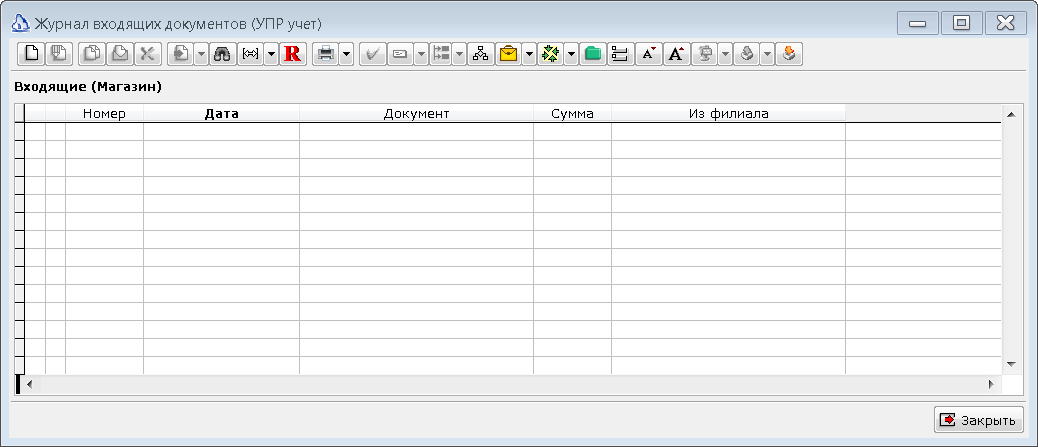 Журнал входящих документов (УПР учет)
R A A
Входящие (Магазин)
Номер Дата Документ Сумма Из филиала
Закрыть